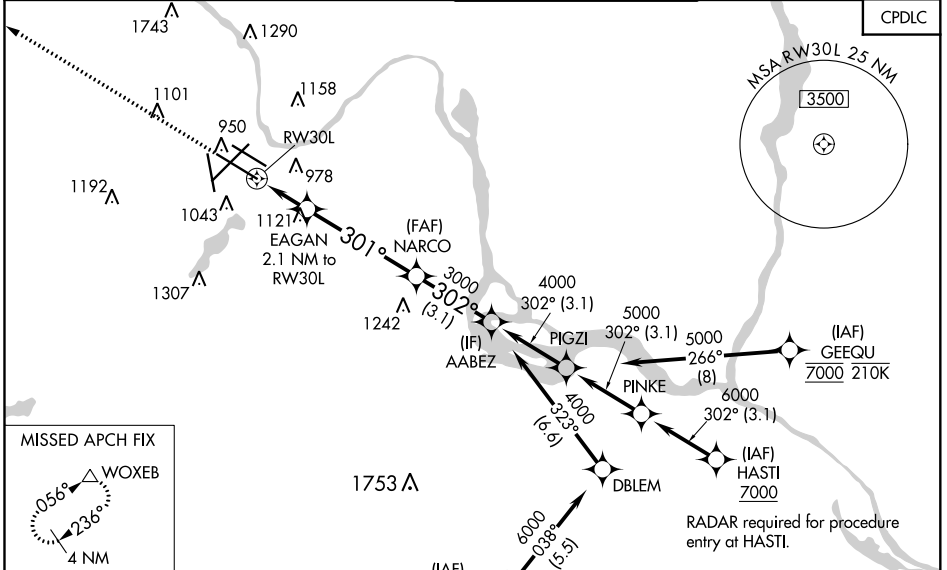 CPDLC
1743
1290
MSA RW30L 25 NM
3500
1158
1101
950
RW30L
978
1192
1043
1121
EAGAN
2.1 NM to
RW30L
301°
(FAF)
NARCO
3000
302°
(3.1)
1307
1242
(IF)
AABEZ
4000
302° (3.1)
PIGZI
5000
302° (3.1)
5000
266°
(8)
(IAF)
GEEQU
7000 210K
PINKE
6000
302° (3.1)
(IAF)
HASTI
7000
4000
323°
(6.6)
DBLEM
1753
6000
038°
(5.5)
(IAF)
RADAR required for procedure
entry at HASTI.
MISSED APCH FIX
WOXEB
056°
236°
4 NM